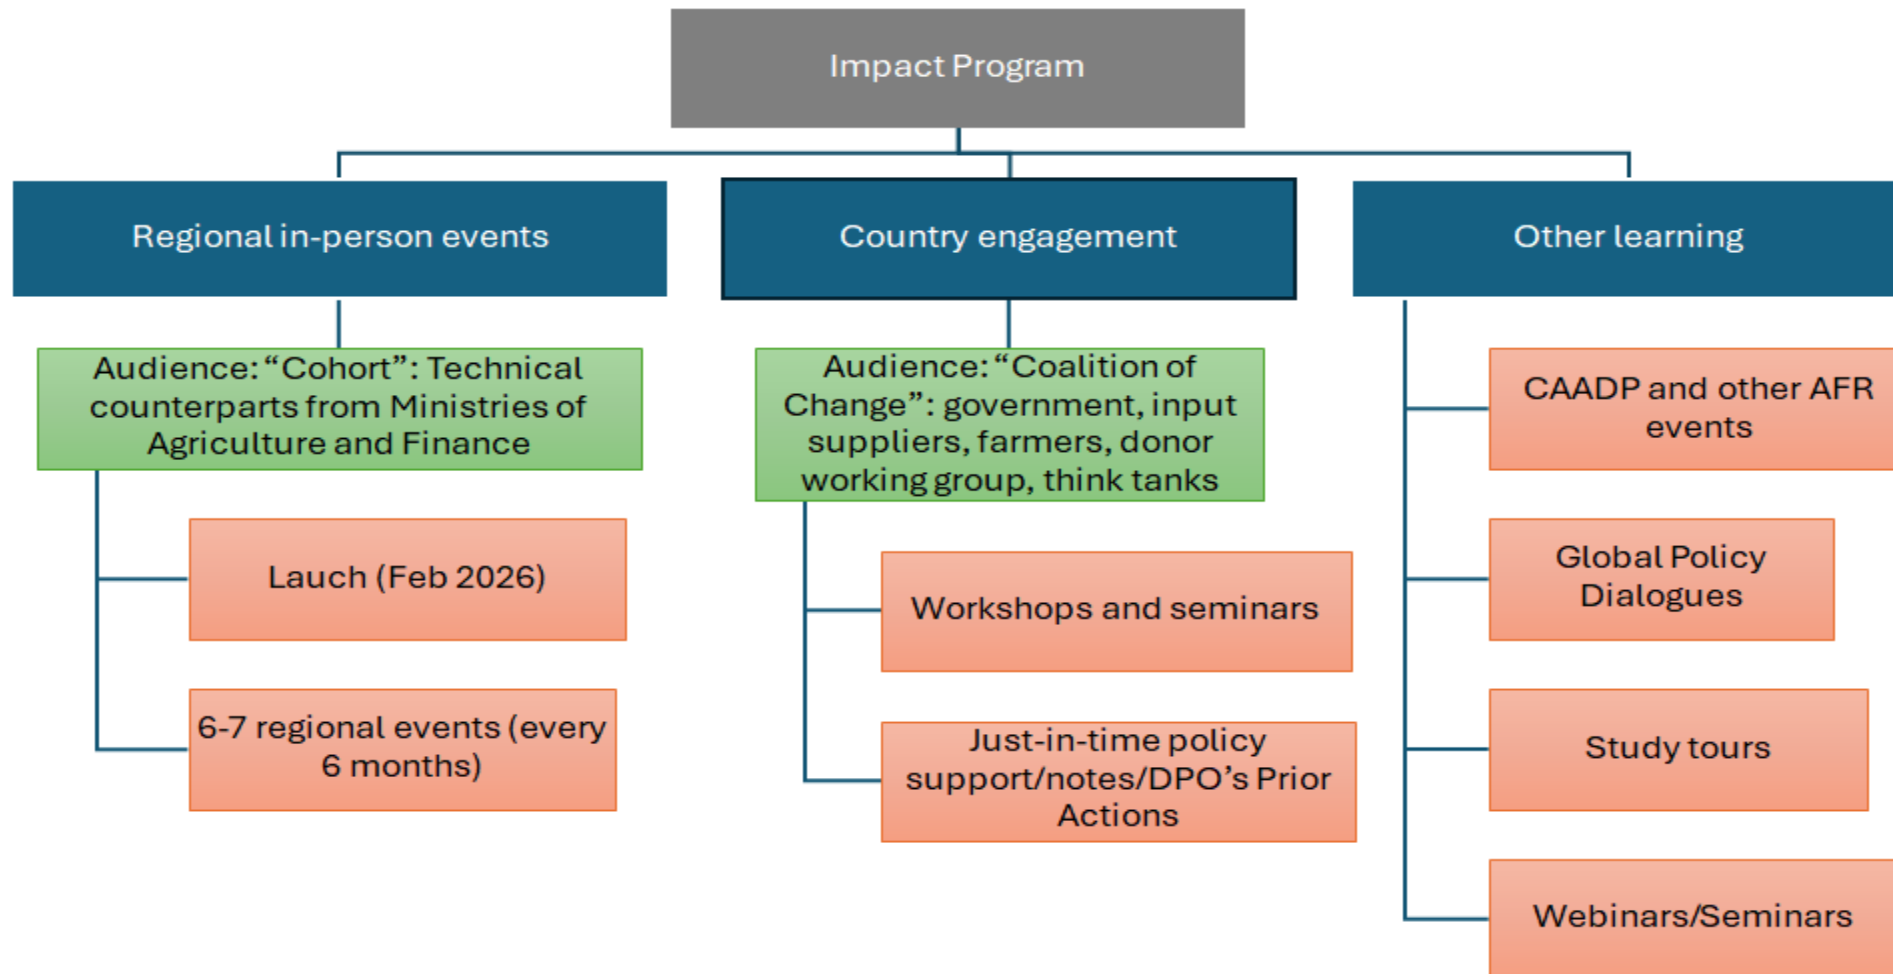 Impact Program
Regional in-person events
Country engagement
Other learning
Audience: “Cohort”: Technical
counterparts from Ministries of
Agriculture and Finance
Lauch (Feb 2026)
6-7 regional events (every
6 months)
Audience: “Coalition of
Change”: government, input
suppliers, farmers, donor
working group, think tanks
Workshops and seminars
Just-in-time policy
support/notes/DPO’s Prior
Actions
CAADP and other AFR
events
Global Policy
Dialogues
Study tours
Webinars/Seminars